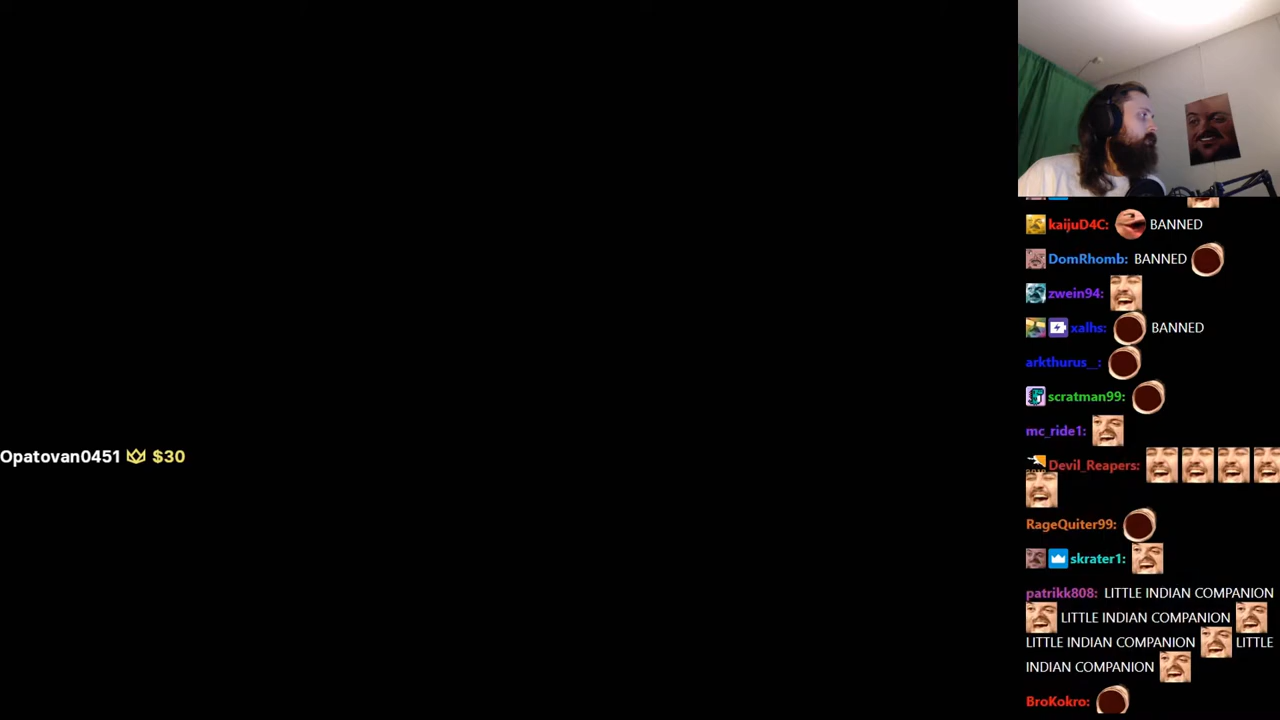 kaijuD4C: BANNED
DomRhomb: BANNED
zwein94:
xalhs: BANNED
arkthurus__:
scratman99:
mc_ride1:
Opatovan0451 $30
Devil_Reapers:
RageQuiter99:
skrater1:
patrikk808: LITTLE INDIAN COMPANION
LITTLE INDIAN COMPANION
LITTLE INDIAN COMPANION LITTLE
INDIAN COMPANION
BroKokro: